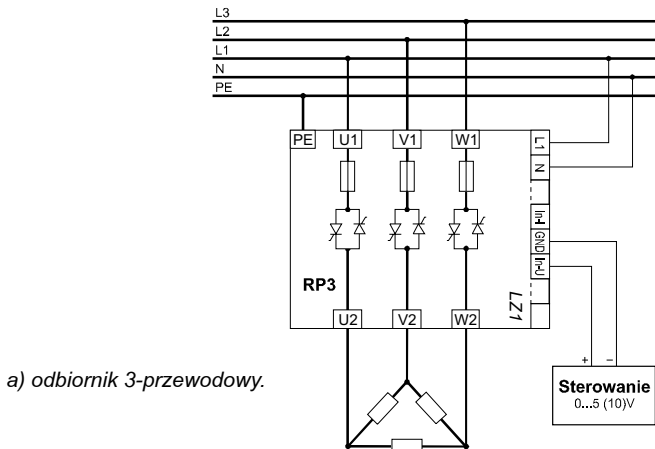 L3
L2
L1
N
PE
PE U1 V1 W1 L1
N
In-I
GND
In-U
RP3
LZ1
U2 V2 W2
a) odbiornik 3-przewodowy.
+ −
Sterowanie
0...5 (10)V